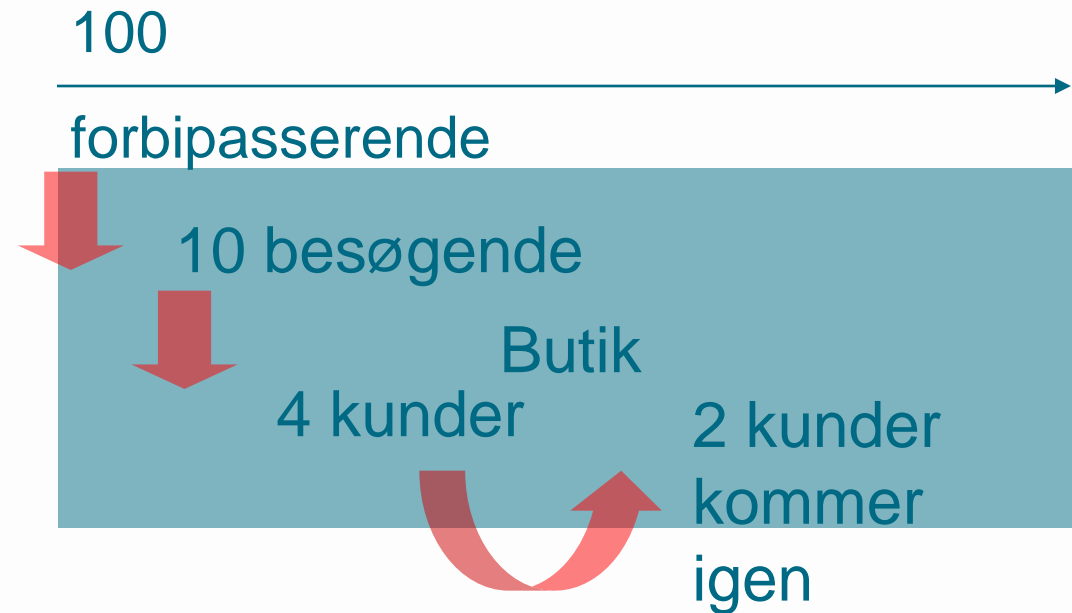 100
forbipasserende
10 besøgende
Butik
4 kunder
2 kunder
kommer
igen